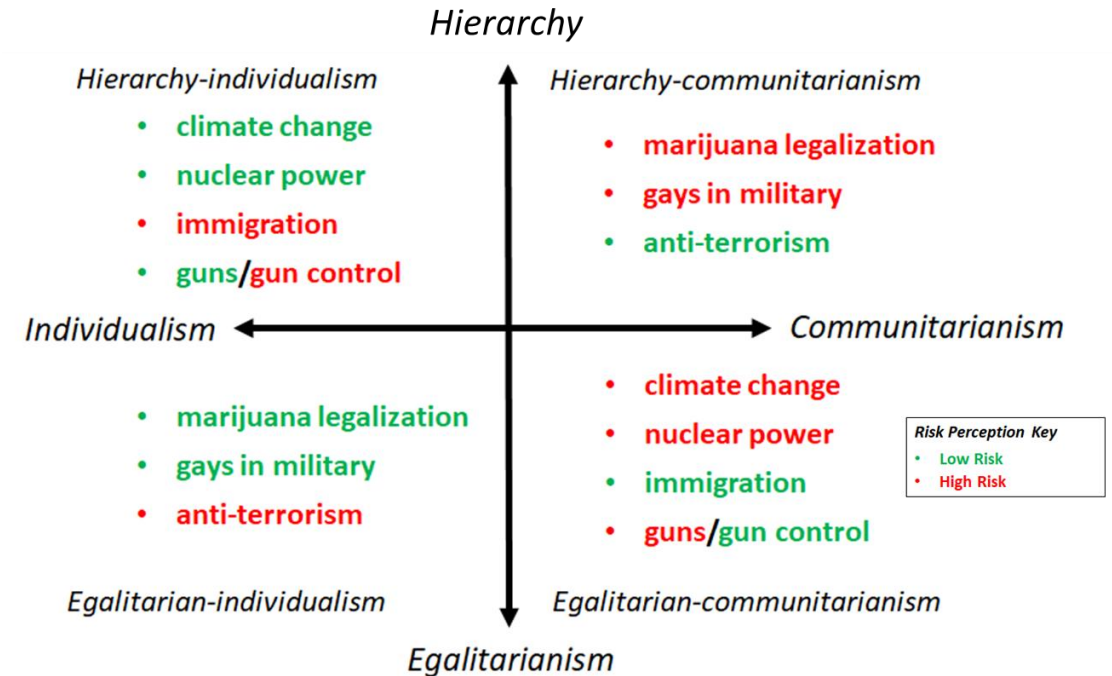 Hierarchy
Hierarchy-individualism
• climate change
• nuclear power
• immigration
• guns/gun control
Hierarchy-communitarianism
• marijuana legalization
• gays in military
• anti-terrorism
Individualism
Communitarianism
• marijuana legalization
• gays in military
• anti-terrorism
Egalitarian-individualism
• climate change
• nuclear power
• immigration
• guns/gun control
Egalitarian-communitarianism
Risk Perception Key
• Low Risk
• High Risk
Egalitarianism